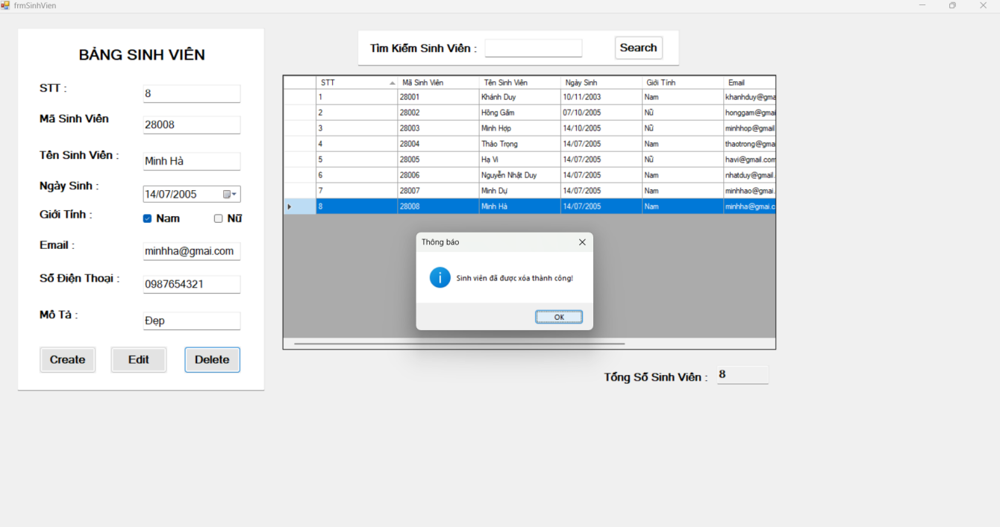 frmSinhVien
BẢNG SINH VIÊN
STT :
8
Mã Sinh Viên
28008
Tên Sinh Viên :
Minh Hà
Ngày Sinh :
14/07/2005
Giới Tính :
Nam
Nữ
Email :
minhha@gmai.com
Số Điện Thoại :
0987654321
Mô Tả :
Đẹp
Create
Edit
Delete
Tìm Kiếm Sinh Viên :
Search
STT Mã Sinh Viên Tên Sinh Viên Ngày Sinh Giới Tính Email
1 28001 Khánh Duy 10/11/2003 Nam khanhduy@gma
2 28002 Hồng Gấm 07/10/2005 Nữ honggam@gmai
3 28003 Minh Hợp 14/10/2005 Nữ minhhop@gmail
4 28004 Thảo Trọng 14/07/2005 Nam thaotrong@gma
5 28005 Hạ Vi 14/07/2005 Nữ havi@gmail.com
6 28006 Nguyễn Nhật Duy 14/07/2005 Nam nhatduy@gmail.
7 28007 Minh Dự 14/07/2005 Nam minhhao@gmai.
8 28008 Minh Hà 14/07/2005 Nam minhha@gmai.c
Thông báo
Sinh viên đã được xóa thành công!
OK
Tổng Số Sinh Viên :
8